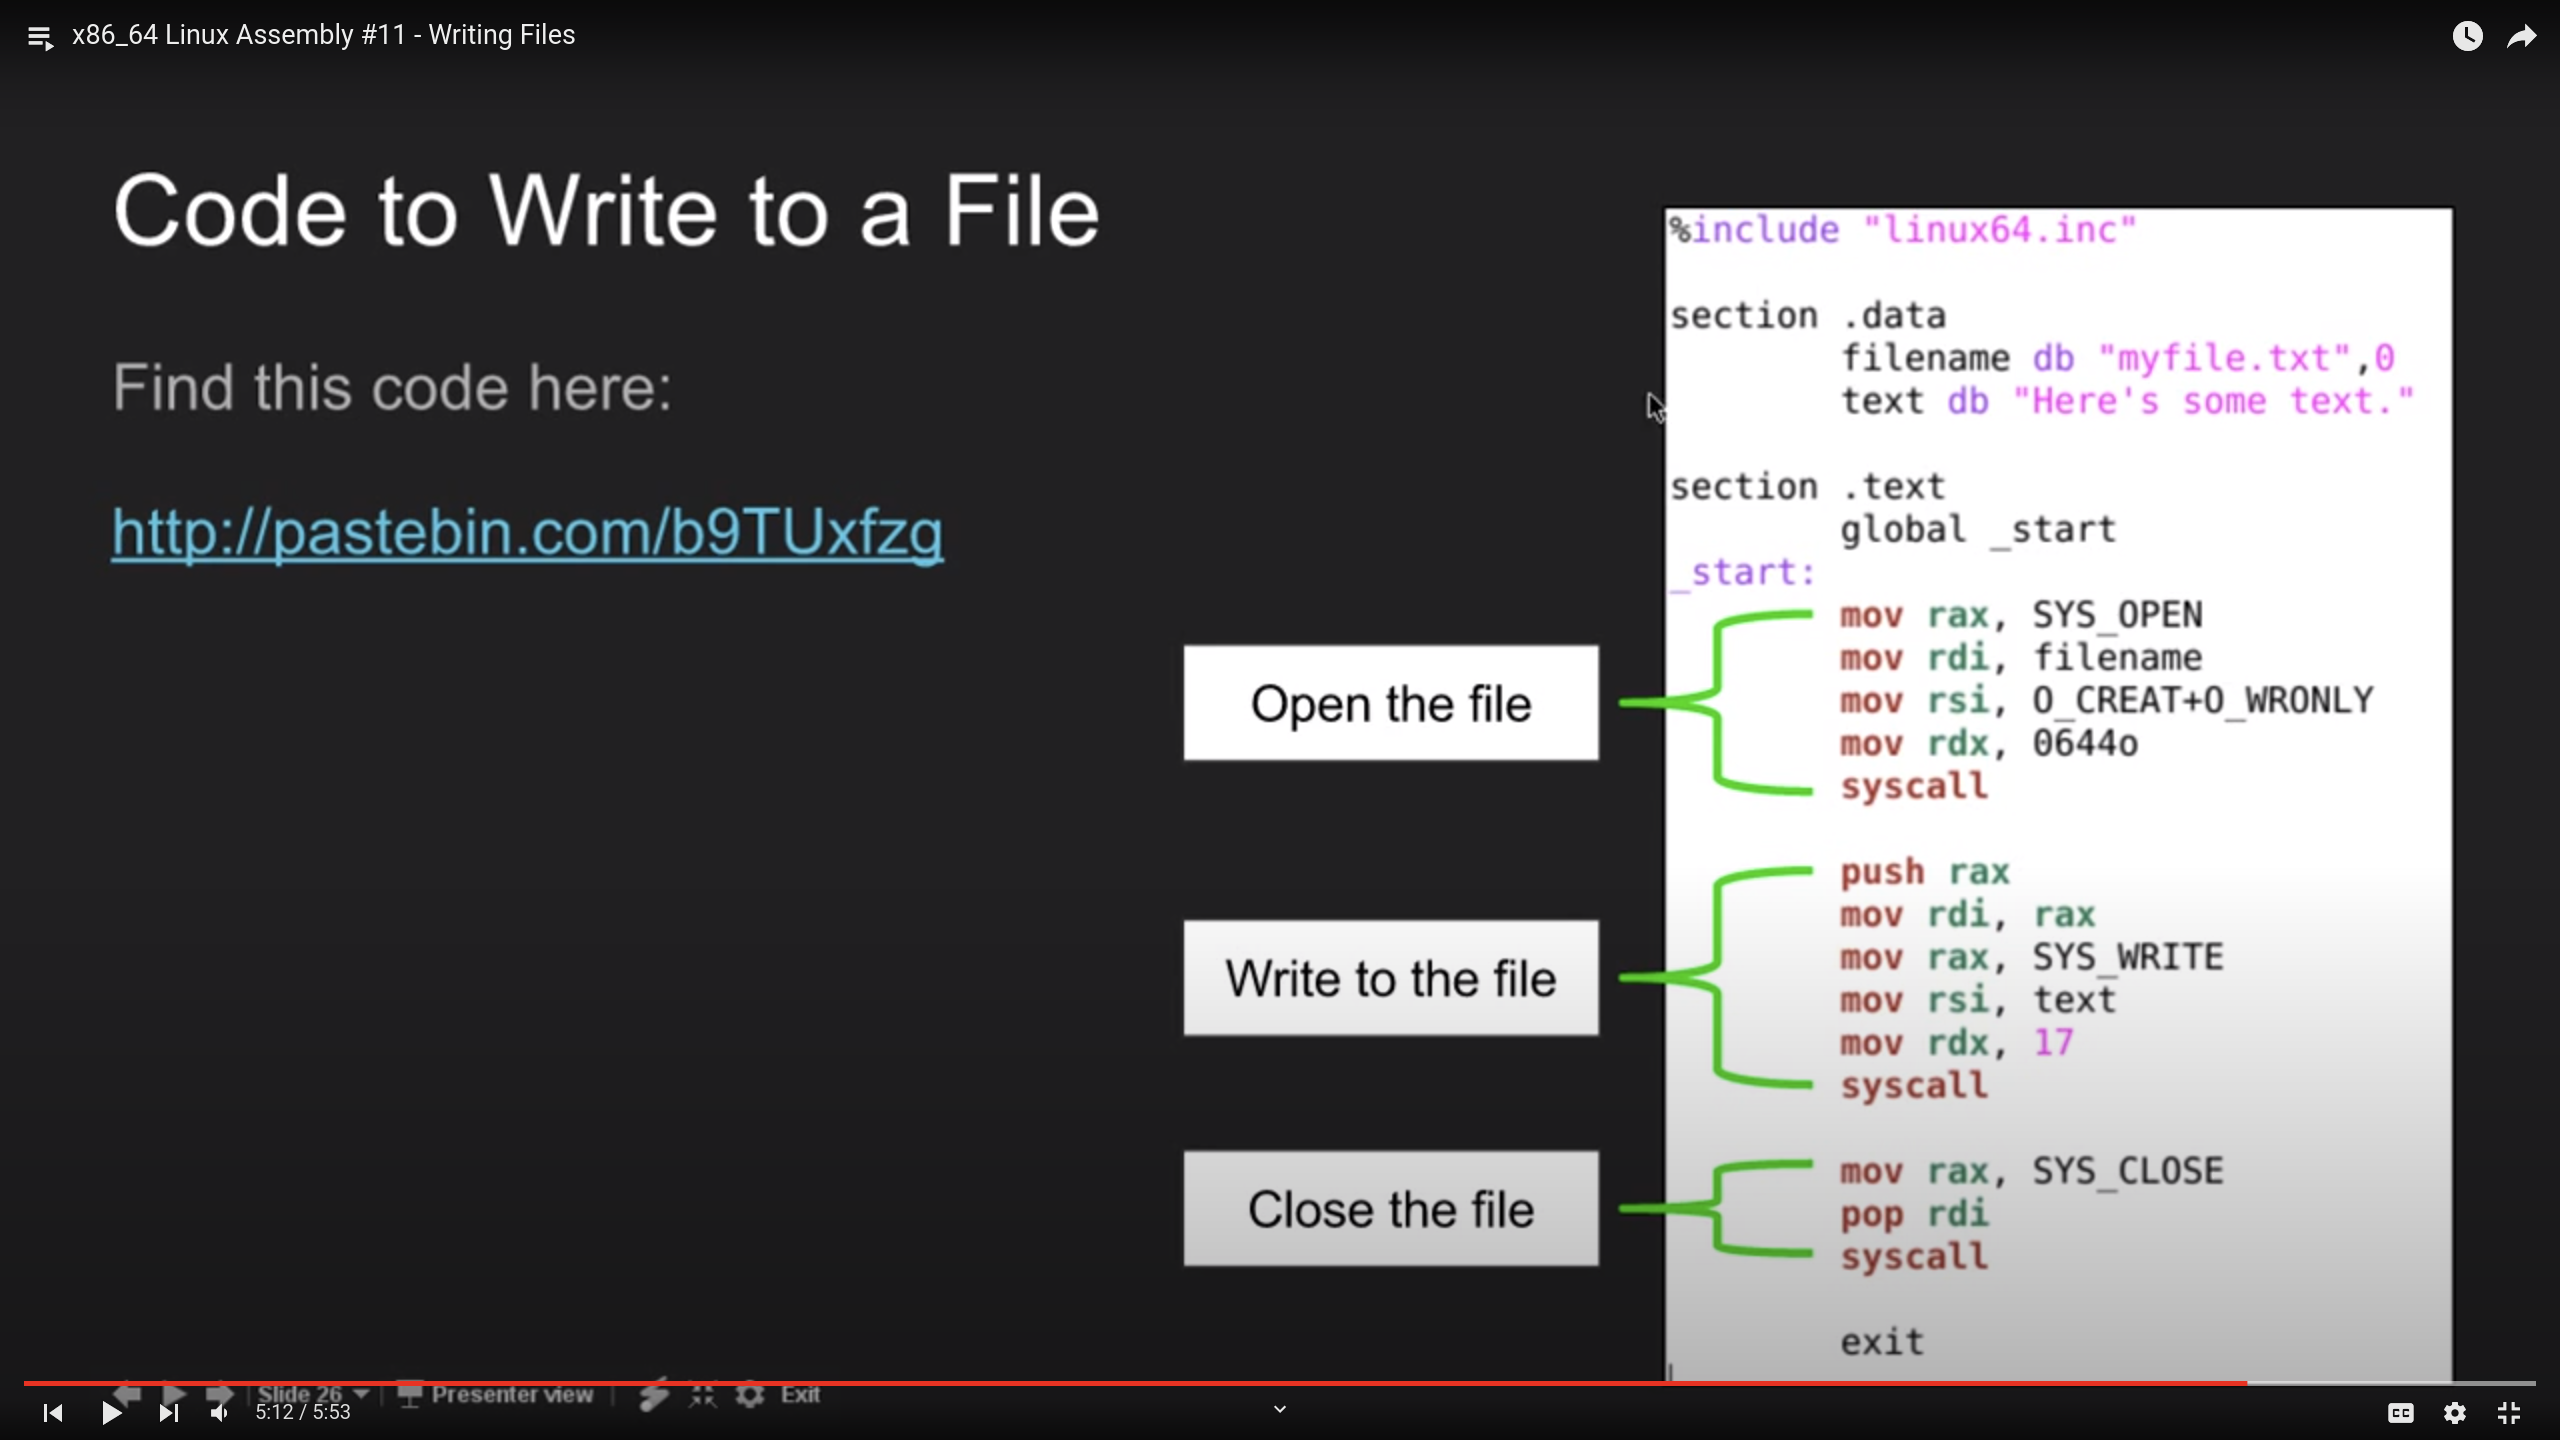 x86_64 Linux Assembly #11 - Writing Files
Code to Write to a File
Find this code here:
http://pastebin.com/b9TUxfzg
Open the file
Write to the file
Close the file
%include "linux64.inc"
section .data
filename db "myfile.txt",0
text db "Here's some text."
section .text
global _start
_start:
mov rax, SYS_OPEN
mov rdi, filename
mov rsi, O_CREAT+O_WRONLY
mov rdx, 0644o
syscall
push rax
mov rdi, rax
mov rax, SYS_WRITE
mov rsi, text
mov rdx, 17
syscall
mov rax, SYS_CLOSE
pop rdi
syscall
exit
Slide 26 Presenter view Exit
5:12 / 5:53
CC